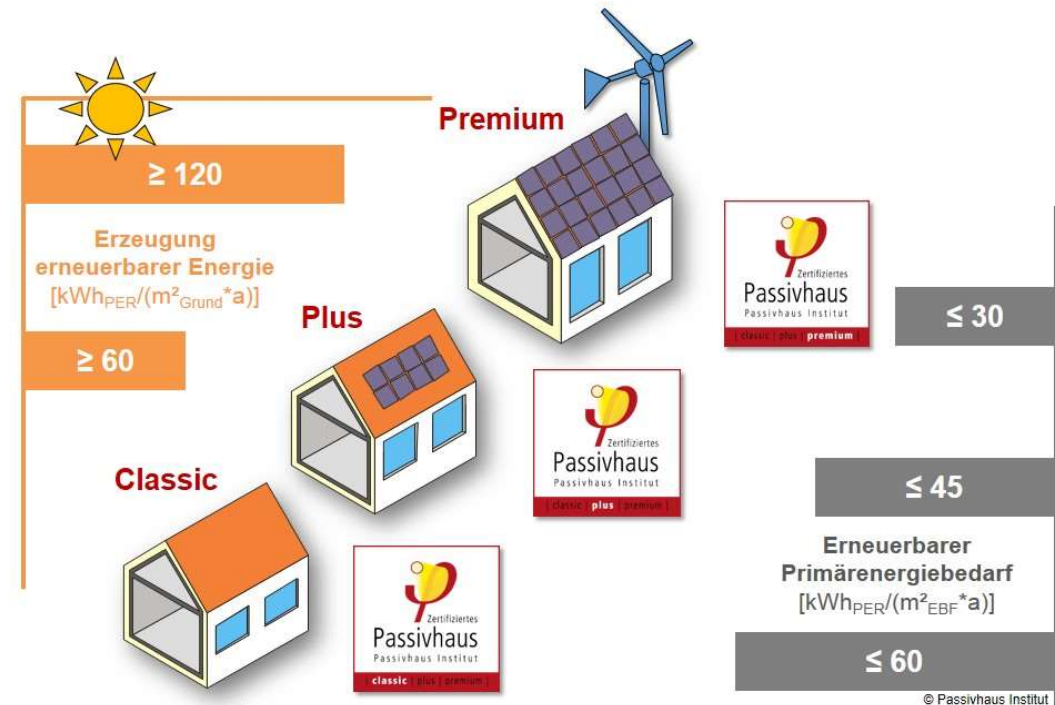 Premium
≥ 120
Erzeugung
erneuerbarer Energie
[kWhPER/(m²Grund*a)]
≥ 60
Plus
Classic
Zertifiziertes
Passivhaus
Passivhaus Institut
| classic | plus | premium |
Zertifiziertes
Passivhaus
Passivhaus Institut
| classic | plus | premium |
Zertifiziertes
Passivhaus
Passivhaus Institut
| classic | plus | premium |
≤ 30
≤ 45
Erneuerbarer
Primärenergiebedarf
[kWhPER/(m²EBF*a)]
≤ 60
© Passivhaus Institut